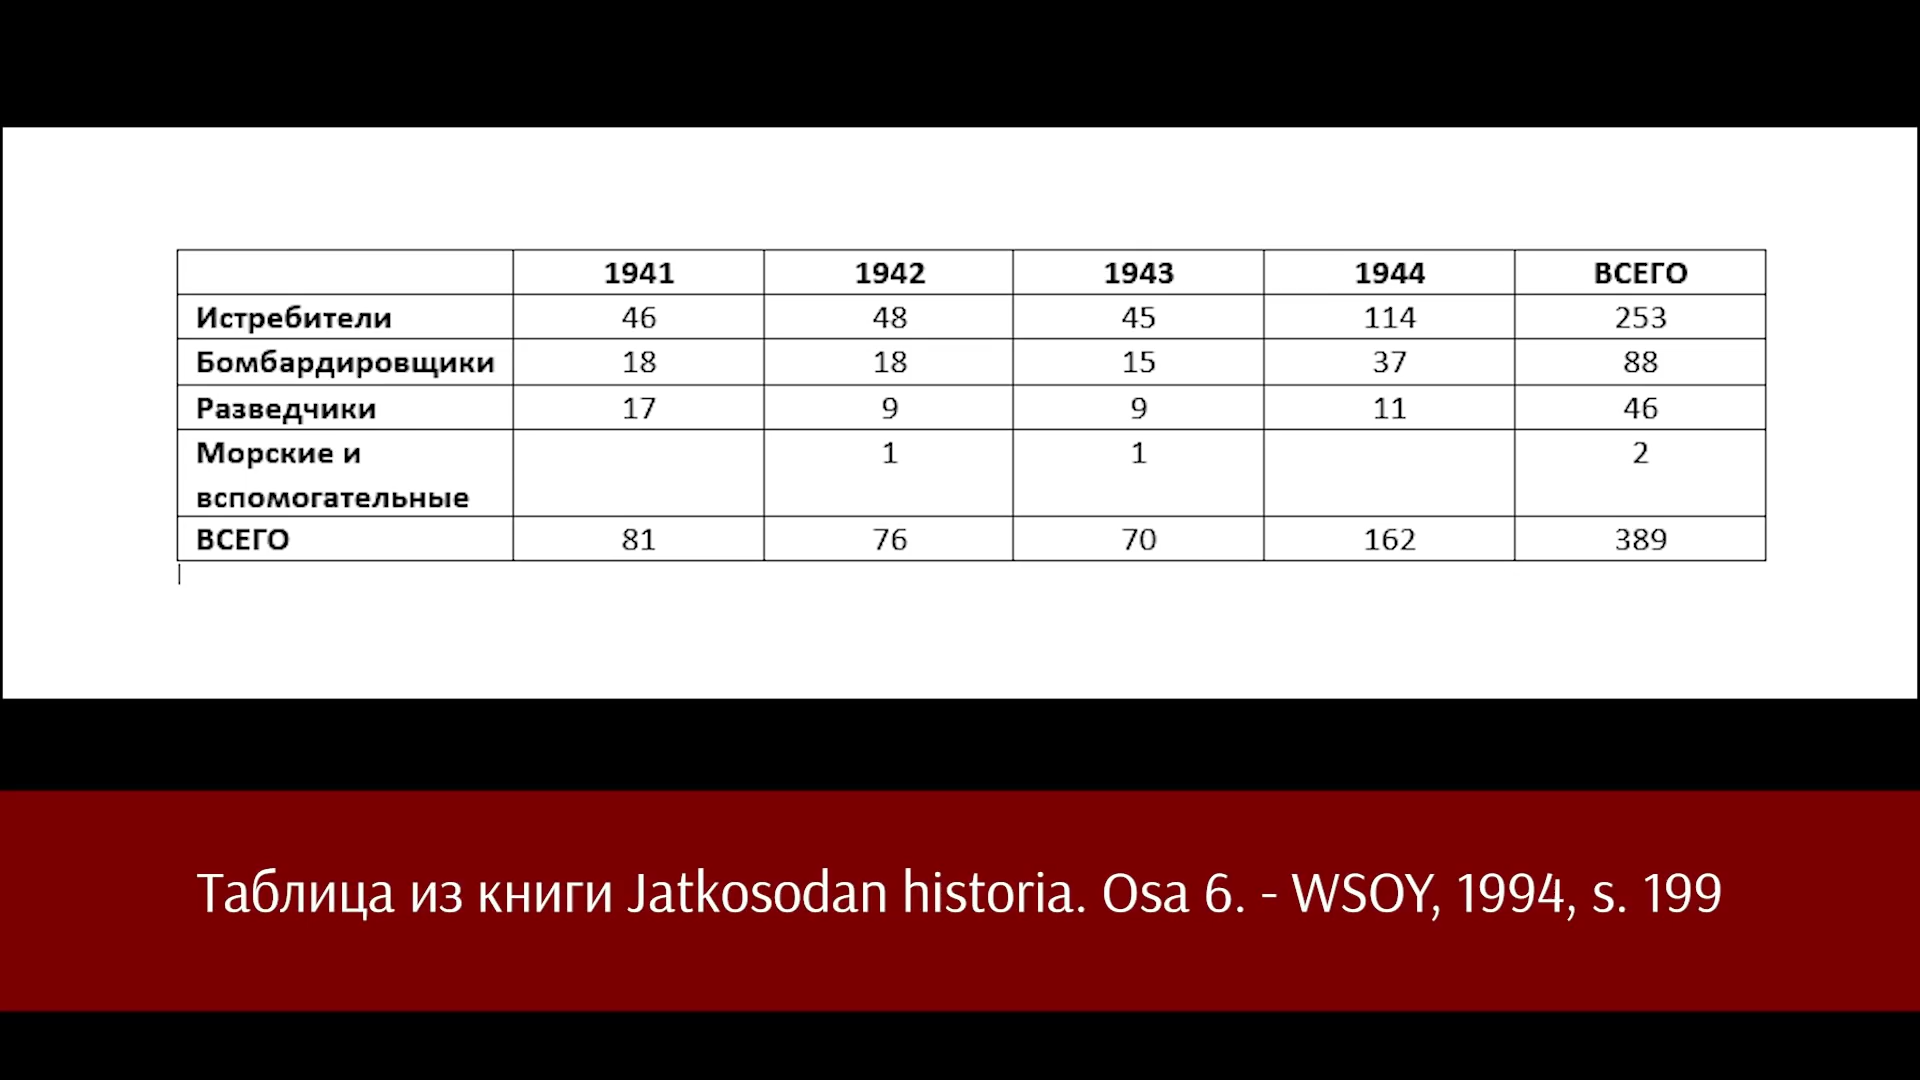 1941 1942 1943 1944 ВСЕГО
Истребители 46 48 45 114 253
Бомбардировщики 18 18 15 37 88
Разведчики 17 9 9 11 46
Морские и 1 1 2
вспомогательные
ВСЕГО 81 76 70 162 389
Таблица из книги Jatkosodan historia. Osa 6. - WSOY, 1994, s. 199